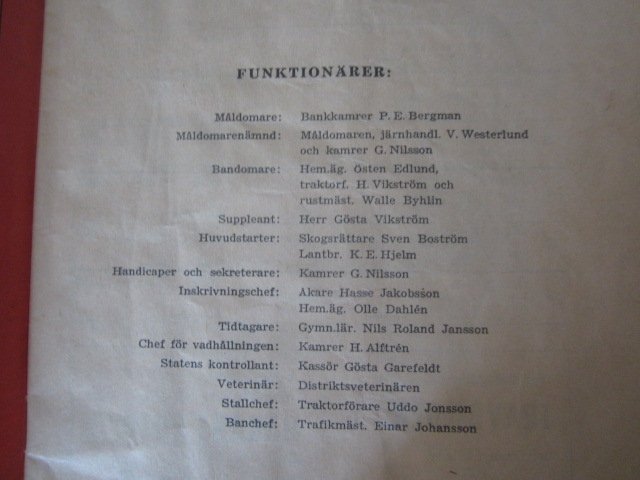 FUNKTIONÄRER:
Måldomare: Bankkamrer P. E. Bergman
Måldomarenämnd: Måldomaren, järnhandl. V. Westerlund
och kamrer G. Nilsson
Bandomare: Hem.äg. Östen Edlund,
traktorf. H. Vikström och
rustmäst. Walle Byhlin
Suppleant: Herr Gösta Vikström
Huvudstarter: Skogsrättare Sven Boström
Lantbr. K. E. Hjelm
Handicaper och sekreterare: Kamrer G. Nilsson
Inskrivningschef: Åkare Hasse Jakobsson
Hem.äg. Olle Dahlén
Tidtagare: Gymn.lär. Nils Roland Jansson
Chef för vadhållningen: Kamrer H. Alftrén
Statens kontrollant: Kassör Gösta Garefeldt
Veterinär: Distriktsveterinären
Stallchef: Traktorförare Uddo Jonsson
Banchef: Trafikmäst. Einar Johansson